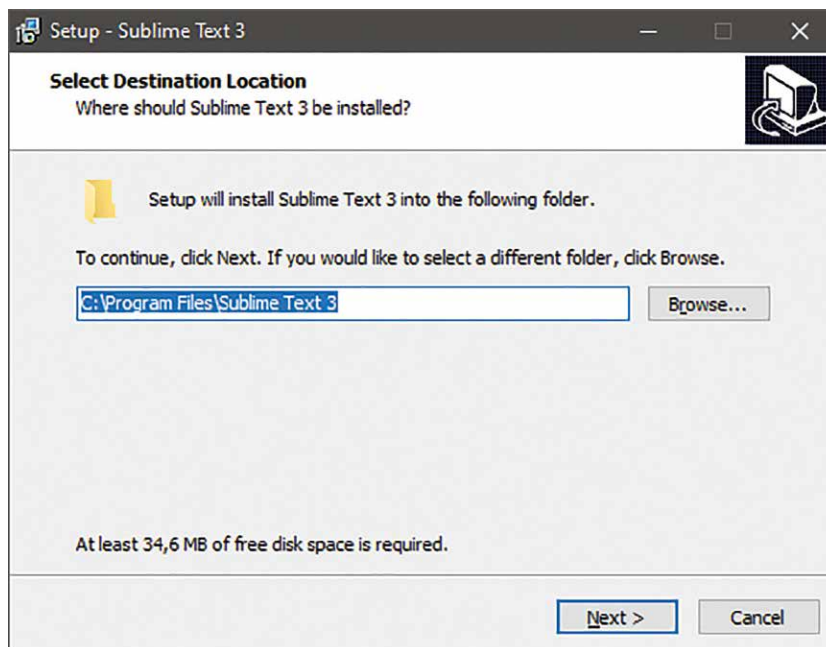 Setup - Sublime Text 3
Select Destination Location
Where should Sublime Text 3 be installed?
Setup will install Sublime Text 3 into the following folder.
To continue, click Next. If you would like to select a different folder, click Browse.
C:\Program Files\Sublime Text 3
Browse...
At least 34,6 MB of free disk space is required.
Next >
Cancel